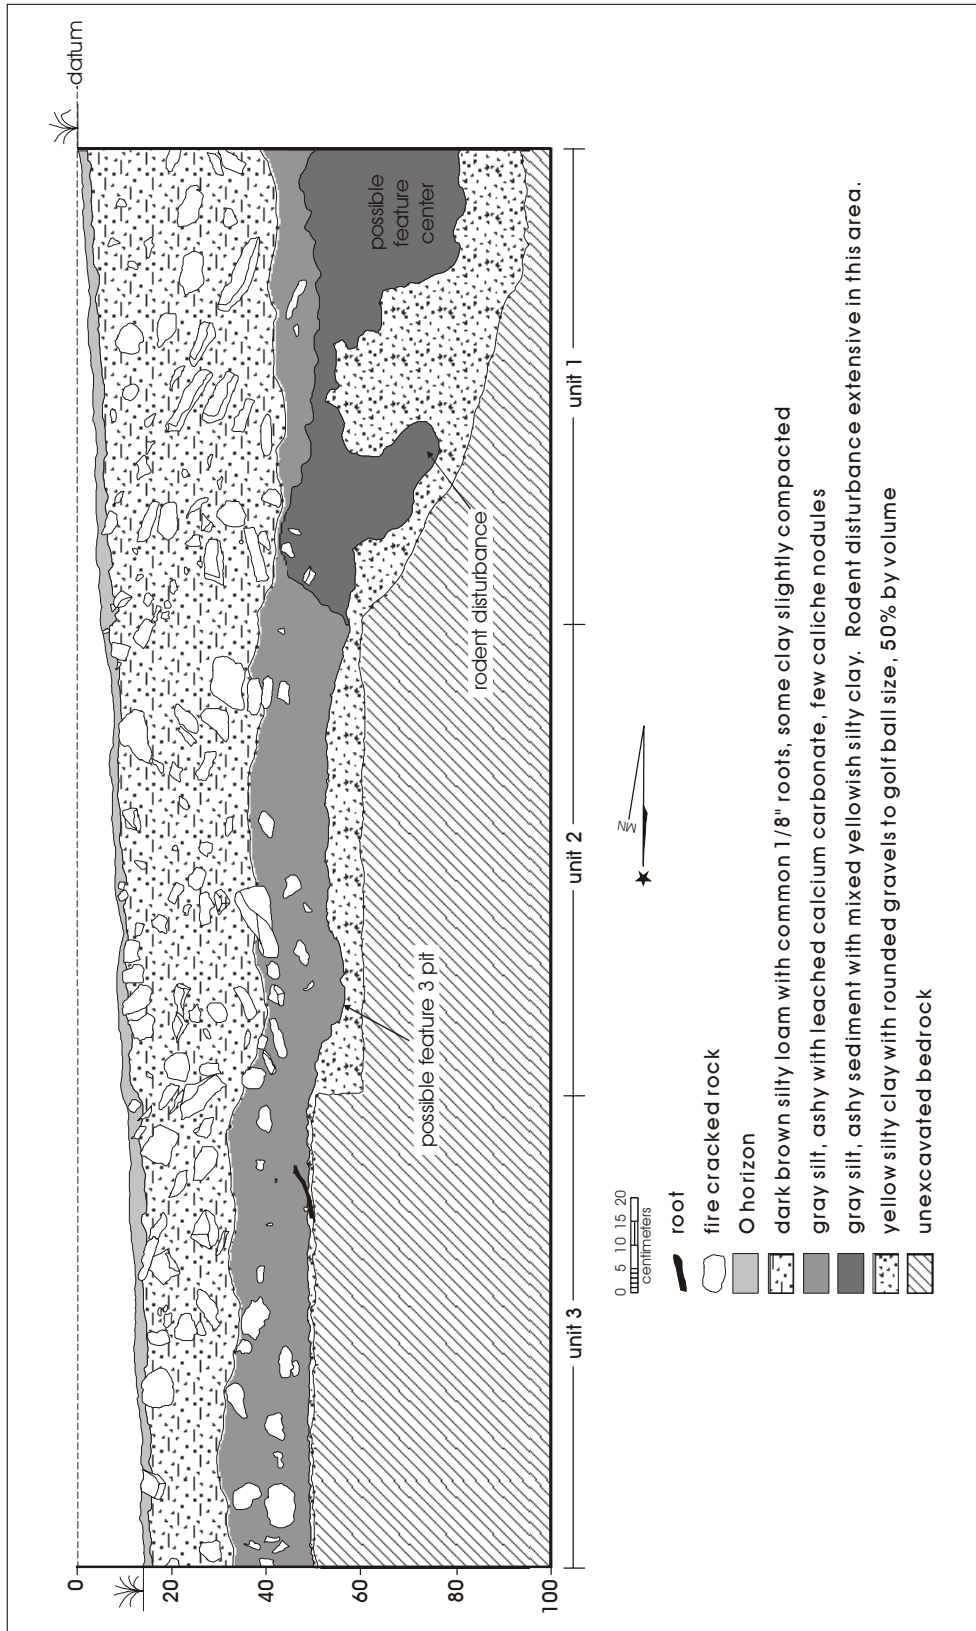 datum
possible
feature
center
rodent disturbance
possible feature 3 pit
0
20
40
60
80
100
unit 3
unit 2
unit 1
MN
0 5 10 15 20
centimeters
root
fire cracked rock
O horizon
dark brown silty loam with common 1/8" roots, some clay slightly compacted
gray silt, ashy with leached calcium carbonate, few caliche nodules
gray silt, ashy sediment with mixed yellowish silty clay. Rodent disturbance extensive in this area.
yellow silty clay with rounded gravels to golf ball size, 50% by volume
unexcavated bedrock